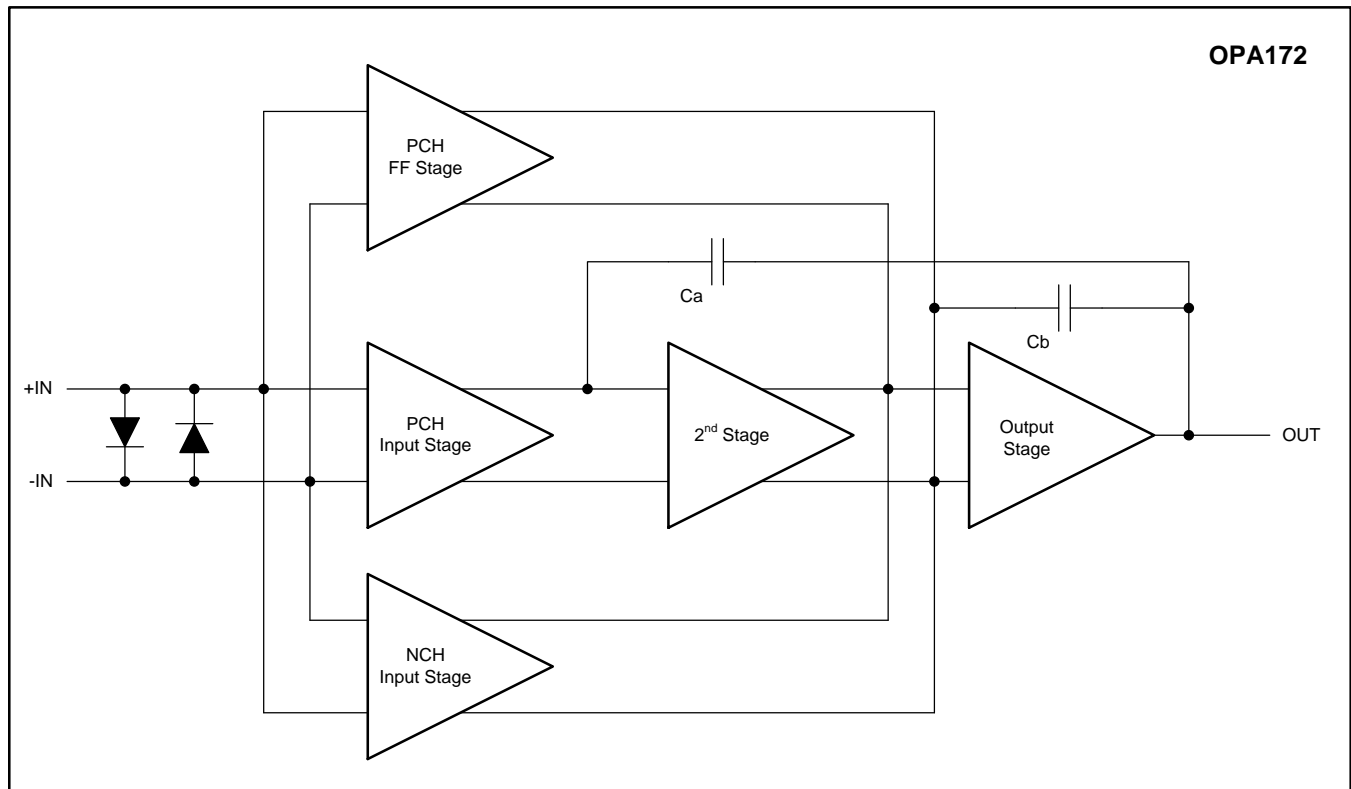 OPA172
PCH
FF Stage
Ca
Cb
+IN
-IN
PCH
Input Stage
2nd Stage
Output
Stage
OUT
NCH
Input Stage